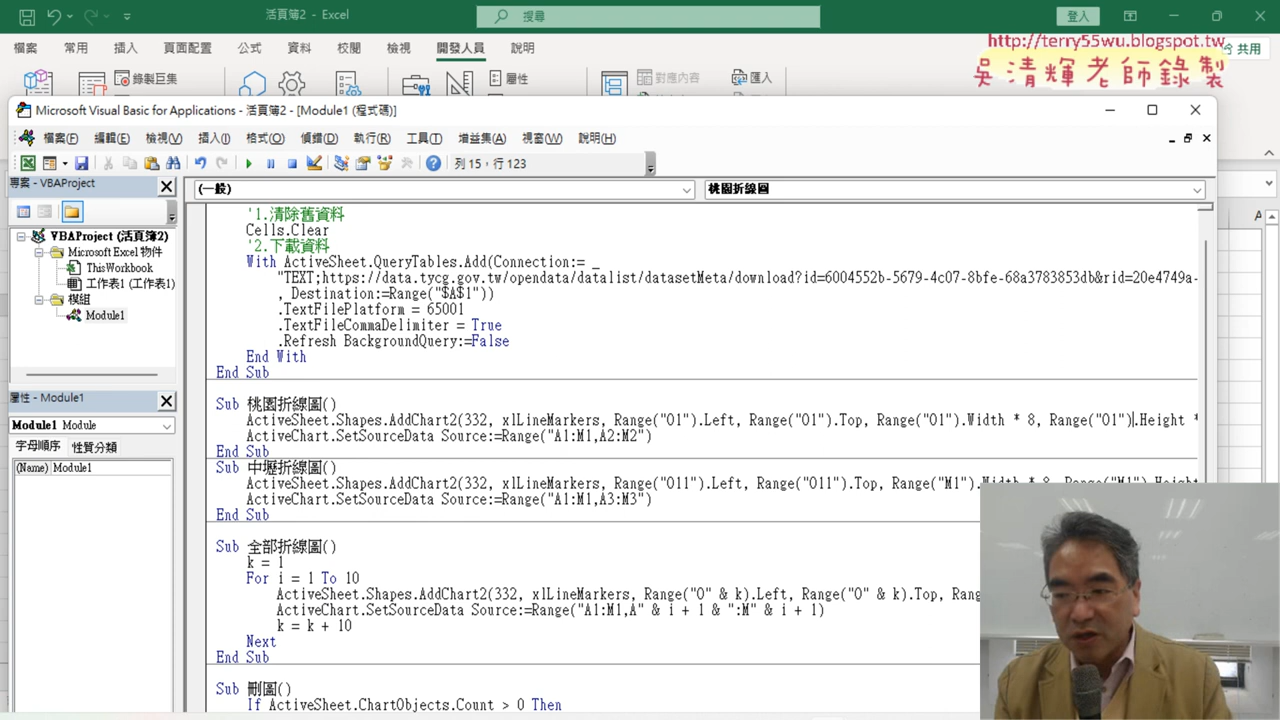 活頁簿2 - Excel
搜尋
登入
檔案 常用 插入 頁面配置 公式 資料 校閱 檢視 開發人員 說明
共用
http://terry55wu.blogspot.tw
吳清輝老師錄製
錄製巨集 屬性 對應內容 匯入
Microsoft Visual Basic for Applications - 活頁簿2 - [Module1 (程式碼)]
檔案(F) 編輯(E) 檢視(V) 插入(I) 格式(O) 偵錯(D) 執行(R) 工具(T) 增益集(A) 視窗(W) 說明(H)
列 15，行 123
專案 - VBAProject
VBAProject (活頁簿2)
Microsoft Excel 物件
ThisWorkbook
工作表1 (工作表1)
模組
Module1
屬性 - Module1
Module1 Module
字母順序 性質分類
(Name) Module1
(一般) 桃園折線圖
'1.清除舊資料
Cells.Clear
'2.下載資料
With ActiveSheet.QueryTables.Add(Connection:= _
"TEXT;https://data.tycg.gov.tw/opendata/datalist/datasetMeta/download?id=6004552b-5679-4c07-8bfe-68a3783853db&rid=20e4749a-
, Destination:=Range("$A$1"))
.TextFilePlatform = 65001
.TextFileCommaDelimiter = True
.Refresh BackgroundQuery:=False
End With
End Sub
Sub 桃園折線圖()
ActiveSheet.Shapes.AddChart2(332, xlLineMarkers, Range("O1").Left, Range("O1").Top, Range("O1").Width * 8, Range("O1").Height *
ActiveChart.SetSourceData Source:=Range("A1:M1,A2:M2")
End Sub
Sub 中壢折線圖()
ActiveSheet.Shapes.AddChart2(332, xlLineMarkers, Range("O11").Left, Range("O11").Top, Range("M1").Width * 8, Range("M1").Height
ActiveChart.SetSourceData Source:=Range("A1:M1,A3:M3")
End Sub
Sub 全部折線圖()
k = 1
For i = 1 To 10
ActiveSheet.Shapes.AddChart2(332, xlLineMarkers, Range("O" & k).Left, Range("O" & k).Top,
ActiveChart.SetSourceData Source:=Range("A1:M1,A" & i + 1 & ":M" & i + 1)
k = k + 10
Next
End Sub
Sub 刪圖()
If ActiveSheet.ChartObjects.Count > 0 Then